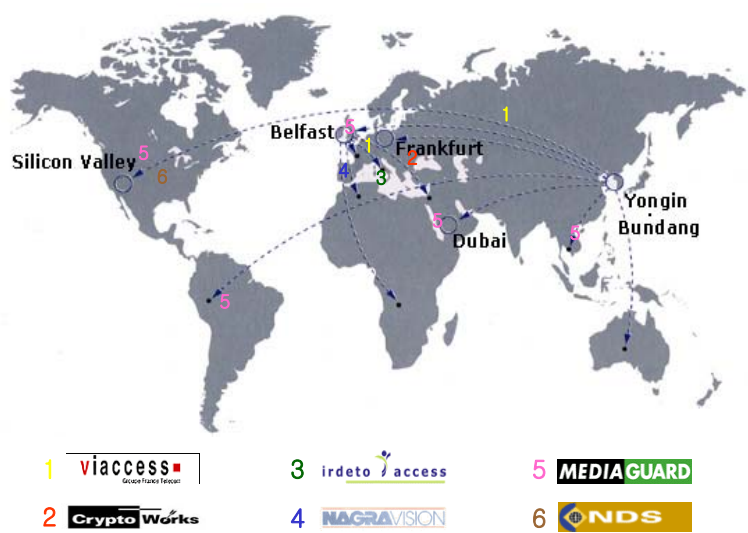 1
Belfast
5
1
Frankfurt
5
Silicon Valley
2
6
4
3
Yongin
.
Bundang
5
Dubai
5
5
1 viaccess
Groupe France Telecom
3 irdeto access
5 MEDIAGUARD
2 CryptoWorks
4 NAGRAVISION
6 NDS